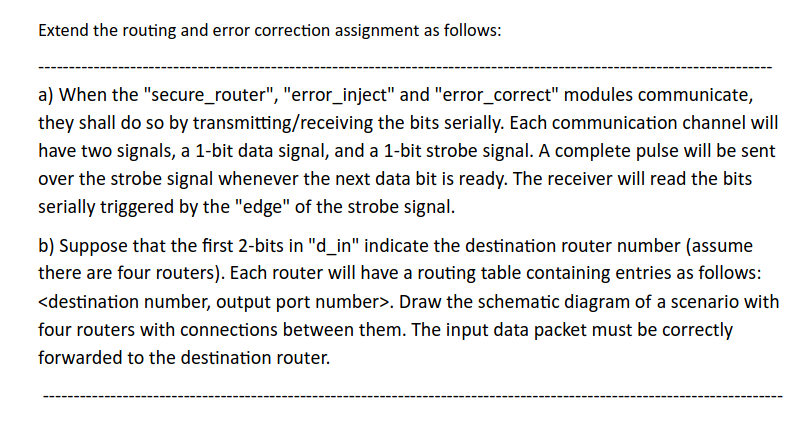 Extend the routing and error correction assignment as follows:
--------------------------------------------------------------------------------------------------------------------------
a) When the "secure_router", "error_inject" and "error_correct" modules communicate,
they shall do so by transmitting/receiving the bits serially. Each communication channel will
have two signals, a 1-bit data signal, and a 1-bit strobe signal. A complete pulse will be sent
over the strobe signal whenever the next data bit is ready. The receiver will read the bits
serially triggered by the "edge" of the strobe signal.
b) Suppose that the first 2-bits in "d_in" indicate the destination router number (assume
there are four routers). Each router will have a routing table containing entries as follows:
<destination number, output port number>. Draw the schematic diagram of a scenario with
four routers with connections between them. The input data packet must be correctly
forwarded to the destination router.
--------------------------------------------------------------------------------------------------------------------------